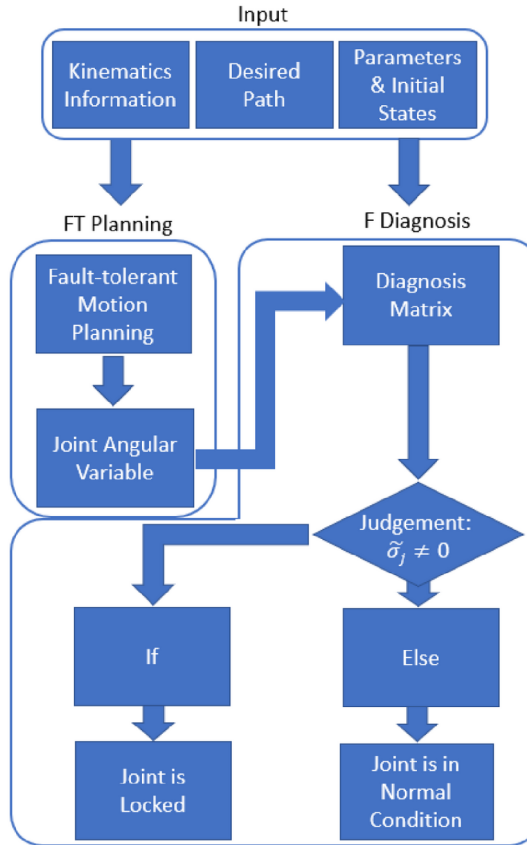 Input
Kinematics
Information
Desired
Path
Parameters
& Initial
States
FT Planning
F Diagnosis
Fault-tolerant
Motion
Planning
Diagnosis
Matrix
Joint Angular
Variable
Judgement:
σ̃ⱼ ≠ 0
If
Else
Joint is
Locked
Joint is in
Normal
Condition